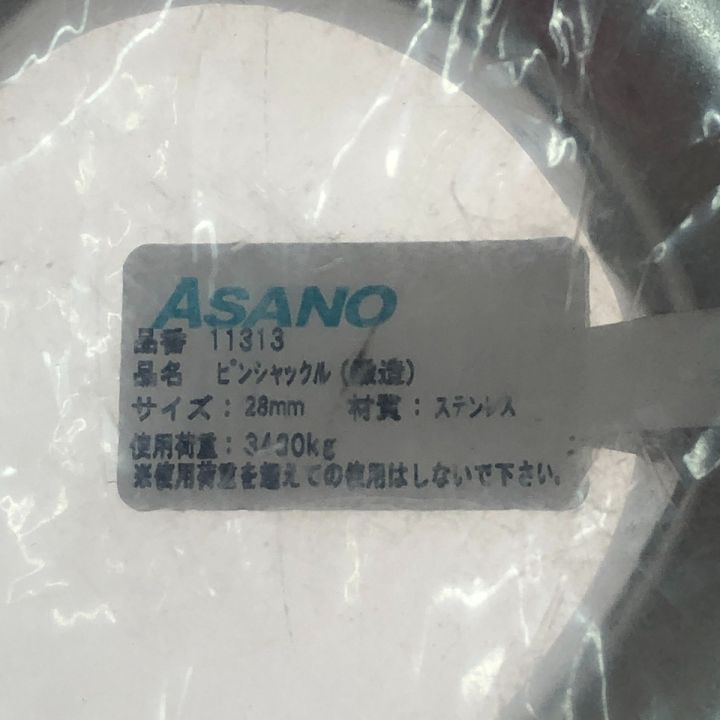 ASANO
品番 11313
品名 ピンシャックル (鍛造)
サイズ : 28mm 材質 : ステンレス
使用荷重 :
※使用荷重を超えての使用はしないで下さい。